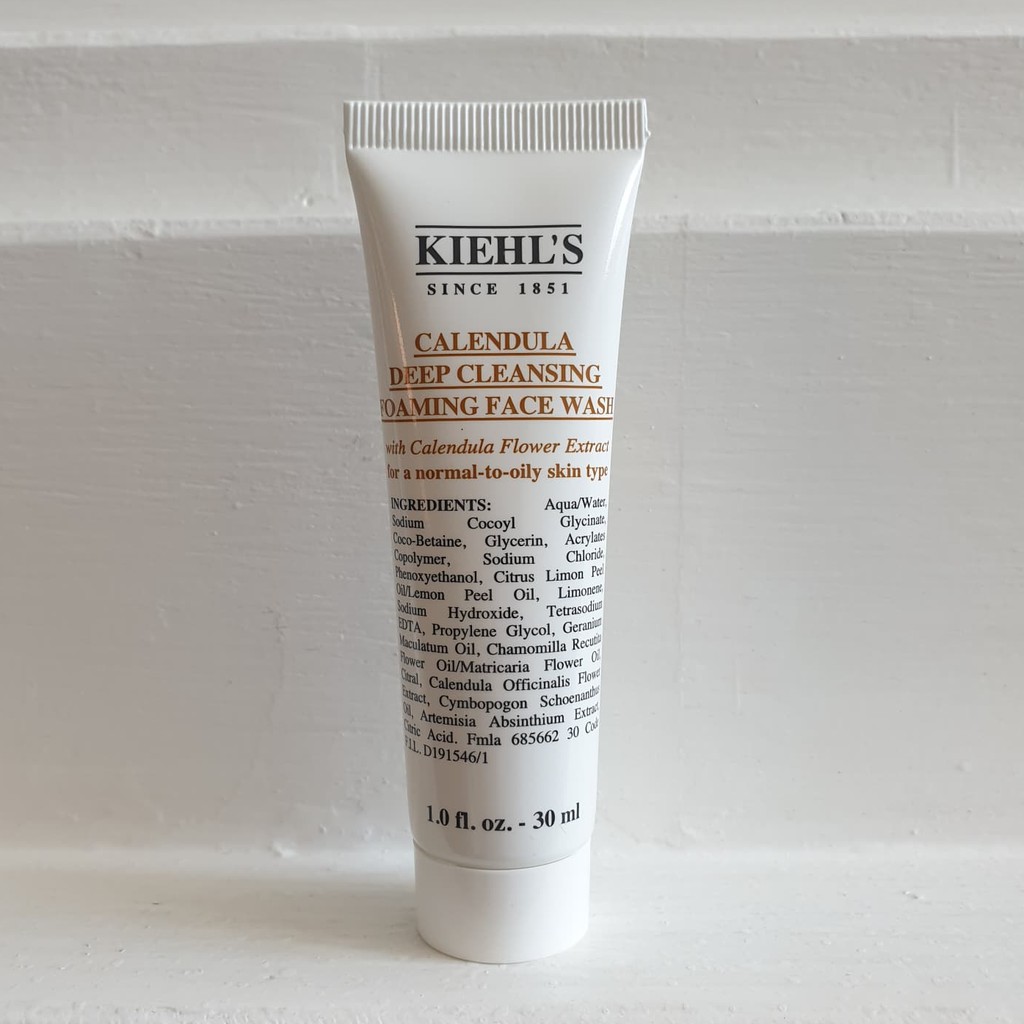 KIEHL'S
SINCE 1851
CALENDULA
DEEP CLEANSING
FOAMING FACE WASH
with Calendula Flower Extract
for a normal-to-oily skin type
INGREDIENTS: Aqua/Water,
Sodium Cocoyl Glycinate,
Coco-Betaine, Glycerin, Acrylates
Copolymer, Sodium Chloride,
Phenoxyethanol, Citrus Limon Peel
Oil/Lemon Peel Oil, Limonene,
Sodium Hydroxide, Tetrasodium
EDTA, Propylene Glycol, Geranium
Maculatum Oil, Chamomilla Recutita
Flower Oil/Matricaria Flower Oil,
Citral, Calendula Officinalis Flower
Extract, Cymbopogon Schoenanthus
Oil, Artemisia Absinthium Extract,
Citric Acid. Fmla 685662 30 Code
F.I.L. D191546/1
1.0 fl. oz. - 30 ml